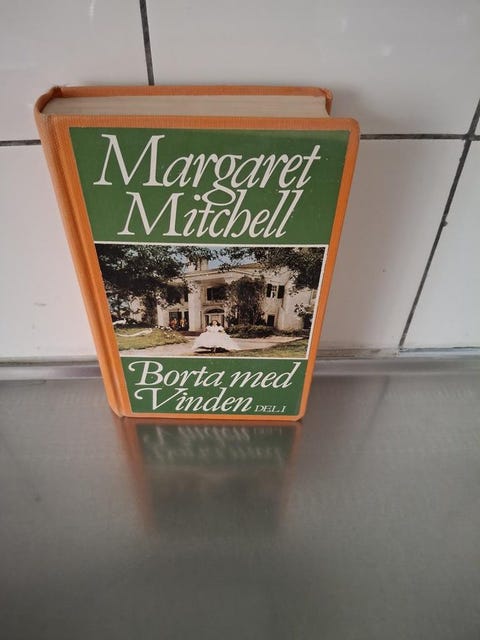 Margaret
Mitchell
Borta med
Vinden DEL I